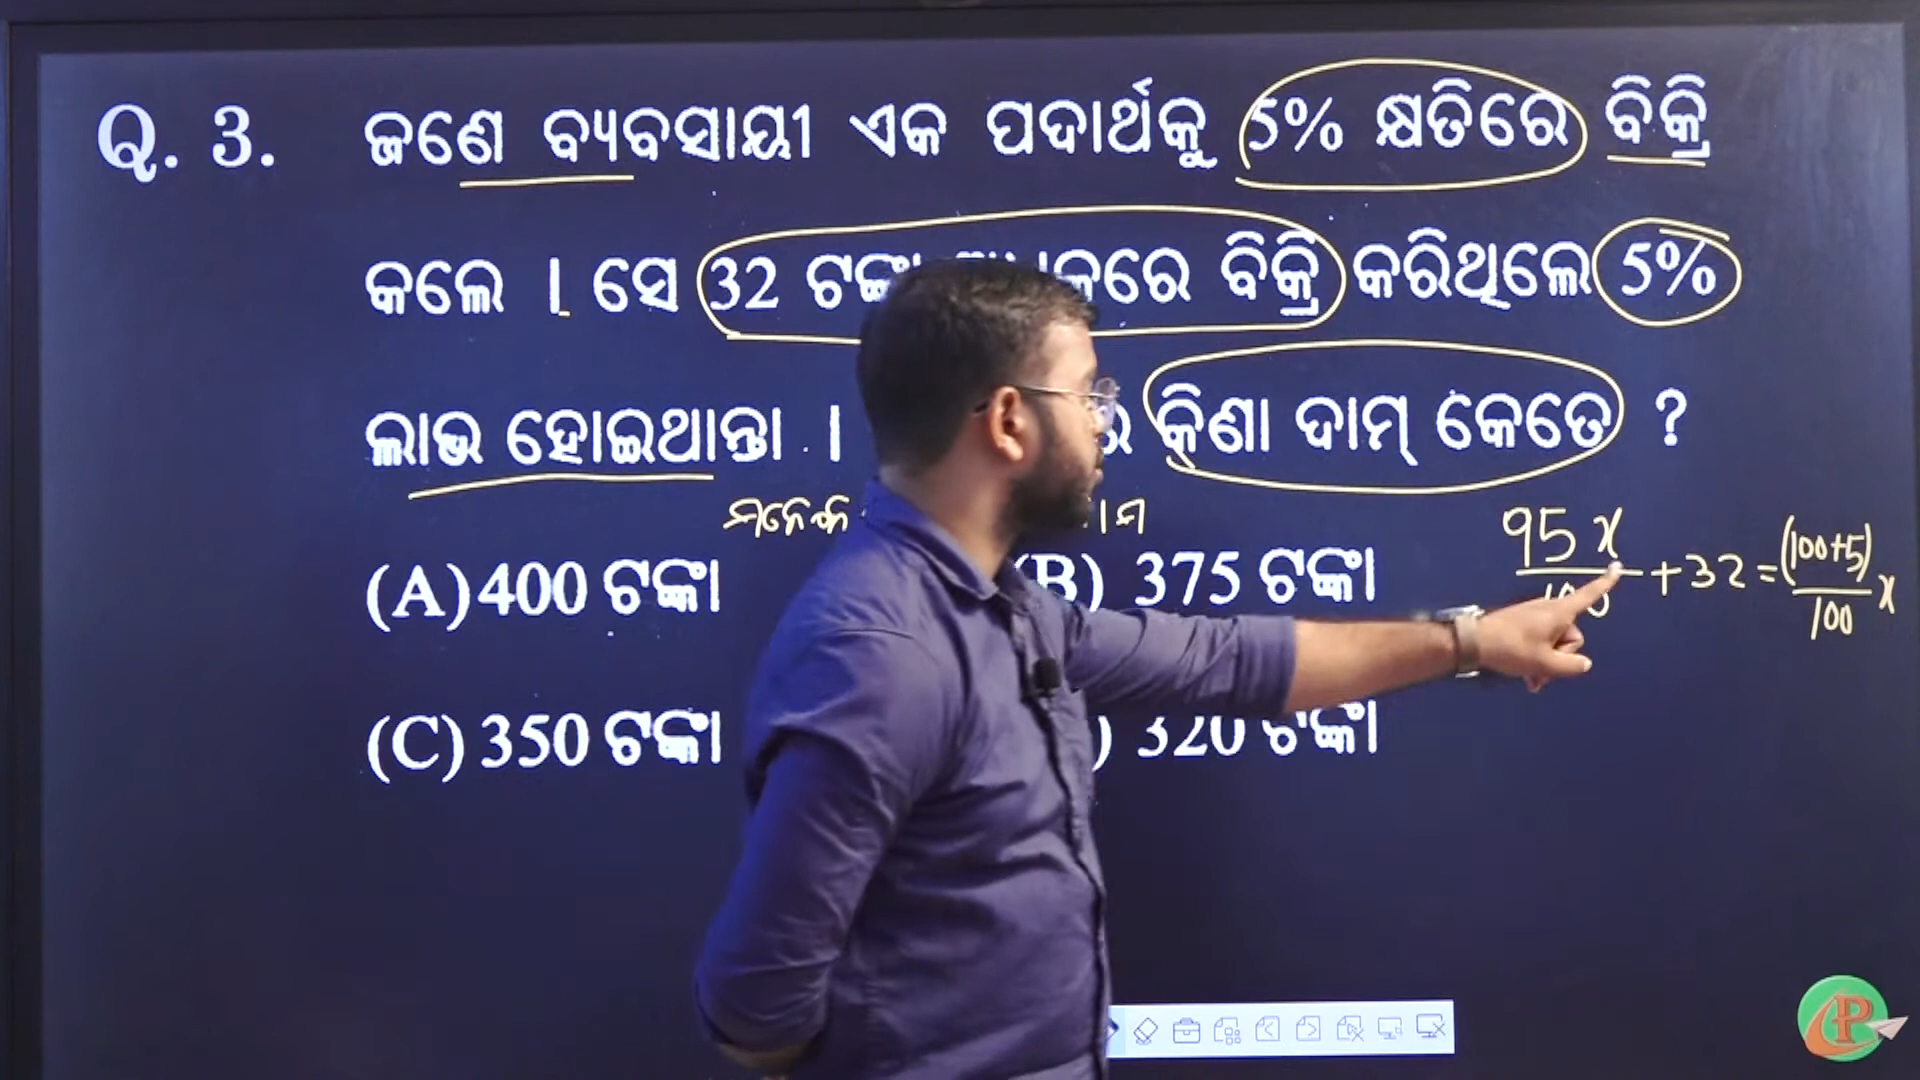 Q. 3. ଜଣେ ବ୍ୟବସାୟୀ ଏକ ପଦାର୍ଥକୁ 5% କ୍ଷତିରେ ବିକ୍ରି
କଲେ । ସେ 32 ଟଙ୍କା ବିକ୍ରି କରିଥିଲେ 5%
ଲାଭ ହୋଇଥାନ୍ତା । କିଣା ଦାମ୍ କେତେ ?
(A) 400 ଟଙ୍କା (B) 375 ଟଙ୍କା
95x/100 + 32 = (100+5)/100 x
(C) 350 ଟଙ୍କା ) 320 ଟଙ୍କା